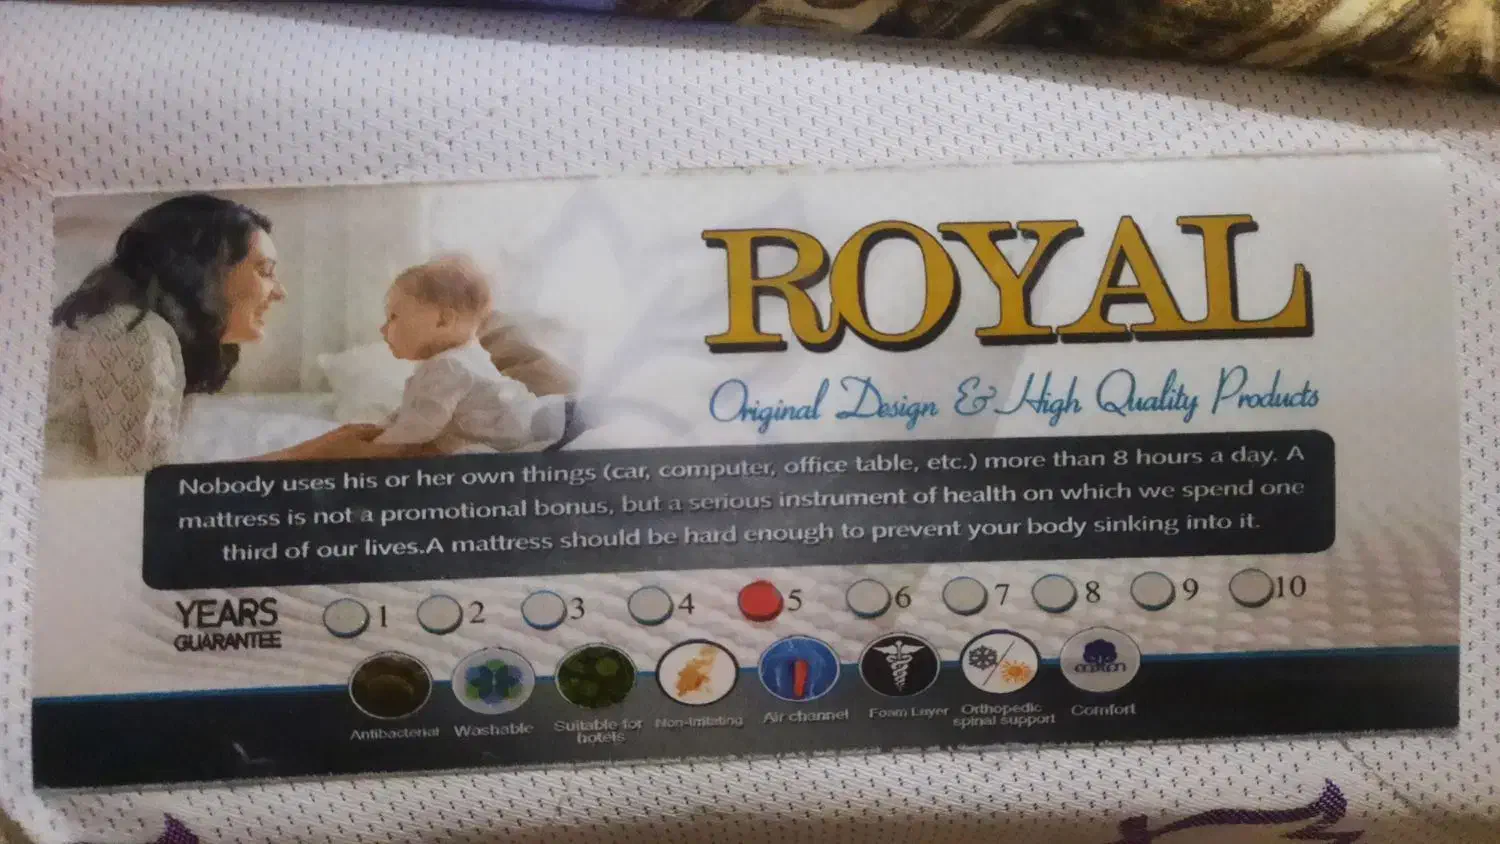 ROYAL
Original Design & High Quality Products
Nobody uses his or her own things (car, computer, office table, etc.) more than 8 hours a day. A
mattress is not a promotional bonus, but a serious instrument of health on which we spend one
third of our lives.A mattress should be hard enough to prevent your body sinking into it.
YEARS
GUARANTEE
1 2 3 4 5 6 7 8 9 10
cotton
Antibacterial Washable Suitable for hotels Non-Irritating Air channel Foam Layer Orthopedic spinal support Comfort